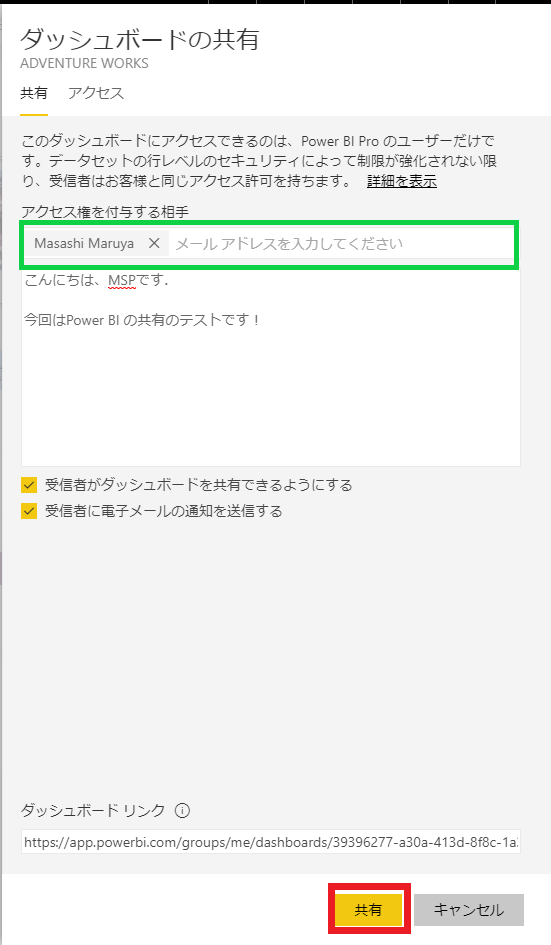 ダッシュボードの共有
ADVENTURE WORKS
共有 アクセス
このダッシュボードにアクセスできるのは、Power BI Pro のユーザーだけで
す。データセットの行レベルのセキュリティによって制限が強化されない限
り、受信者はお客様と同じアクセス許可を持ちます。 詳細を表示
アクセス権を付与する相手
Masashi Maruya × メール アドレスを入力してください
こんにちは、MSPです.
今回はPower BI の共有のテストです！
受信者がダッシュボードを共有できるようにする
受信者に電子メールの通知を送信する
ダッシュボード リンク
https://app.powerbi.com/groups/me/dashboards/39396277-a30a-413d-8f8c-1a
共有 キャンセル